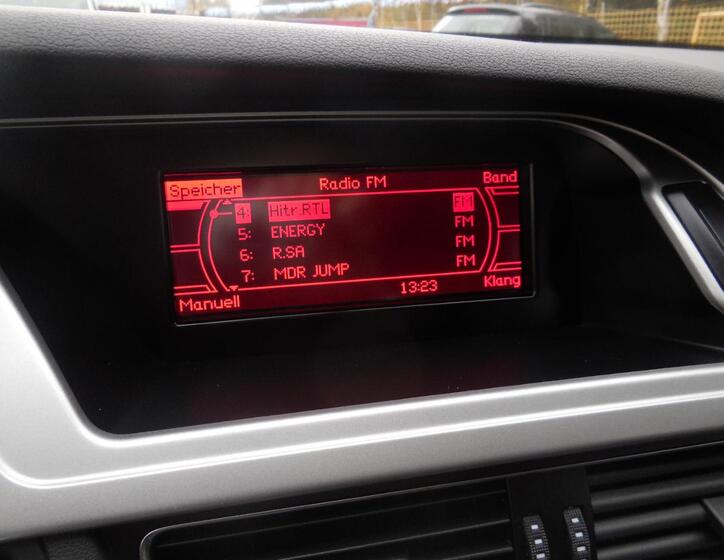 Speicher Radio FM Band
4: Hitr.RTL FM
5: ENERGY FM
6: R.SA FM
7: MDR JUMP FM
Manuell 13:23 Klang